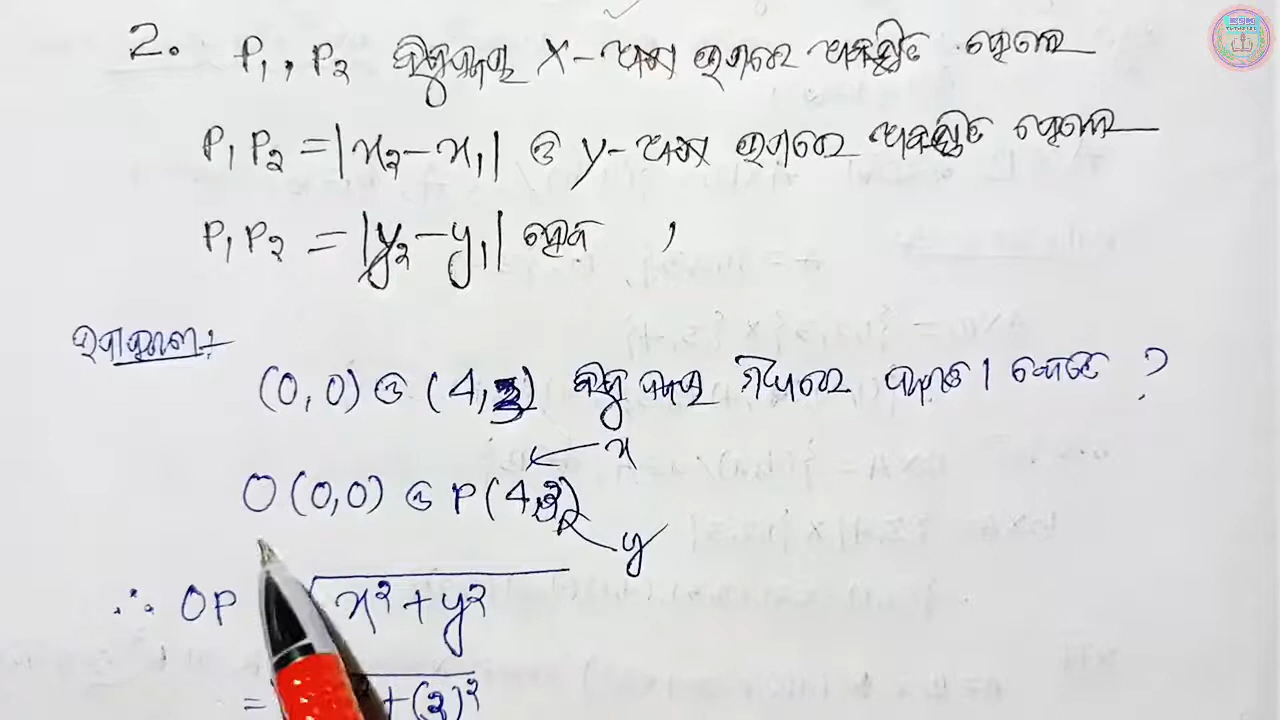 2. P₁, P₂ ବିନ୍ଦୁଦ୍ୱୟ X-ଅକ୍ଷ ଉପରେ ଅବସ୍ଥିତ ହେଲେ
P₁P₂ = |x₂ - x₁| ଓ y-ଅକ୍ଷ ଉପରେ ଅବସ୍ଥିତ ହେଲେ
P₁P₂ = |y₂ - y₁| ହେବ ,
ଉଦାହରଣ:
(0,0) ଓ (4,3) ବିନ୍ଦୁ ଦ୍ୱୟ ମଧ୍ୟରେ ଦୂରତା କେତେ ?
x
O(0,0) ଓ P(4,3)
y
∴ OP √x² + y²
= + (3)²